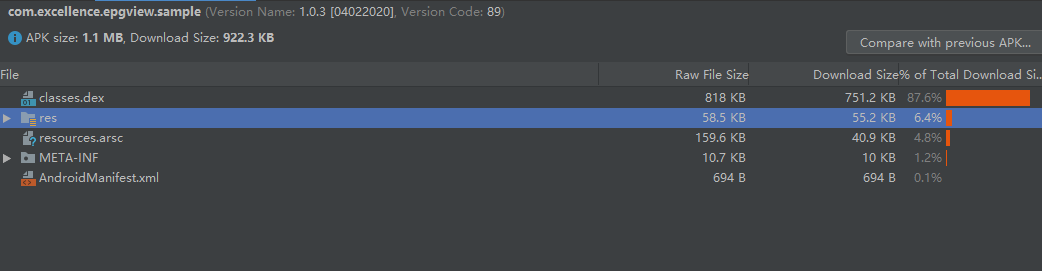 com.excellence.epgview.sample (Version Name: 1.0.3 [04022020], Version Code: 89)
APK size: 1.1 MB, Download Size: 922.3 KB
Compare with previous APK...
File Raw File Size Download Size % of Total Download Si...
classes.dex 818 KB 751.2 KB 87.6%
res 58.5 KB 55.2 KB 6.4%
resources.arsc 159.6 KB 40.9 KB 4.8%
META-INF 10.7 KB 10 KB 1.2%
AndroidManifest.xml 694 B 694 B 0.1%